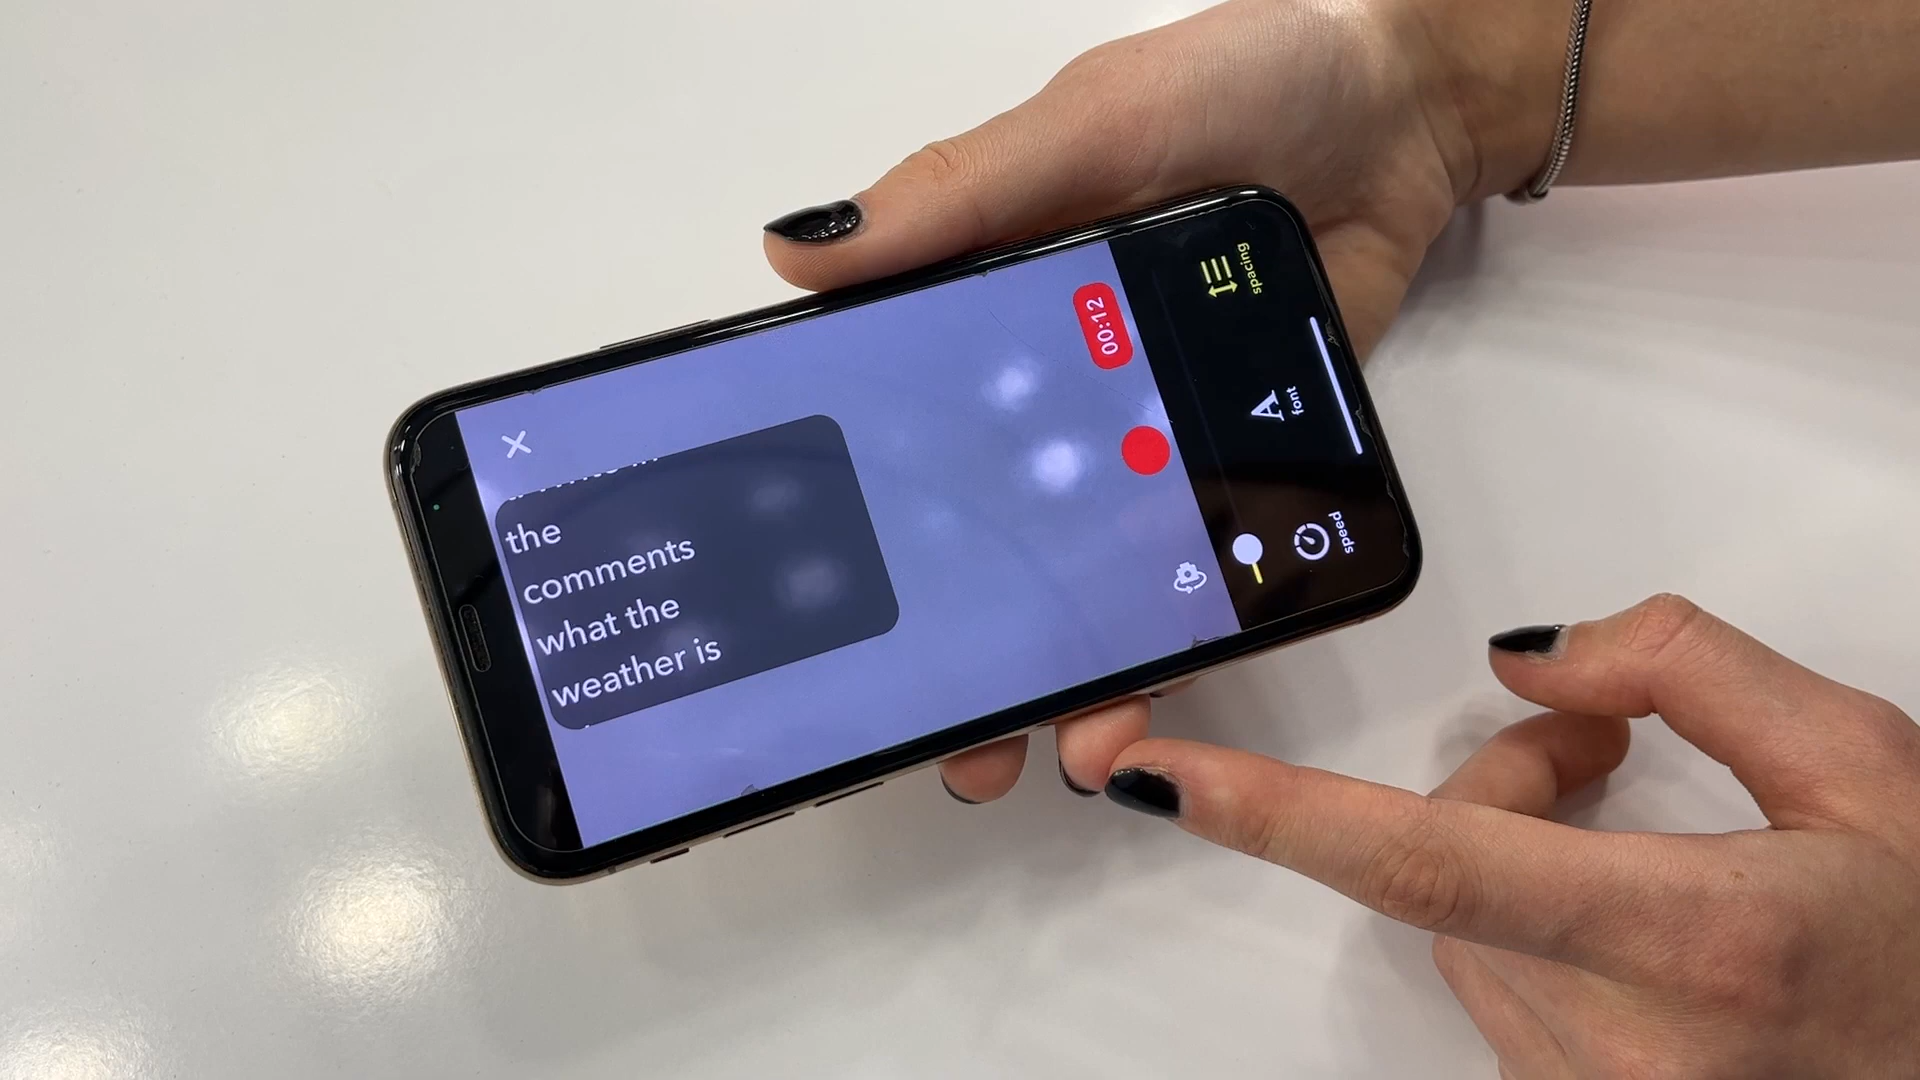 the
comments
what the
weather is
00:12
spacing
A
font
speed